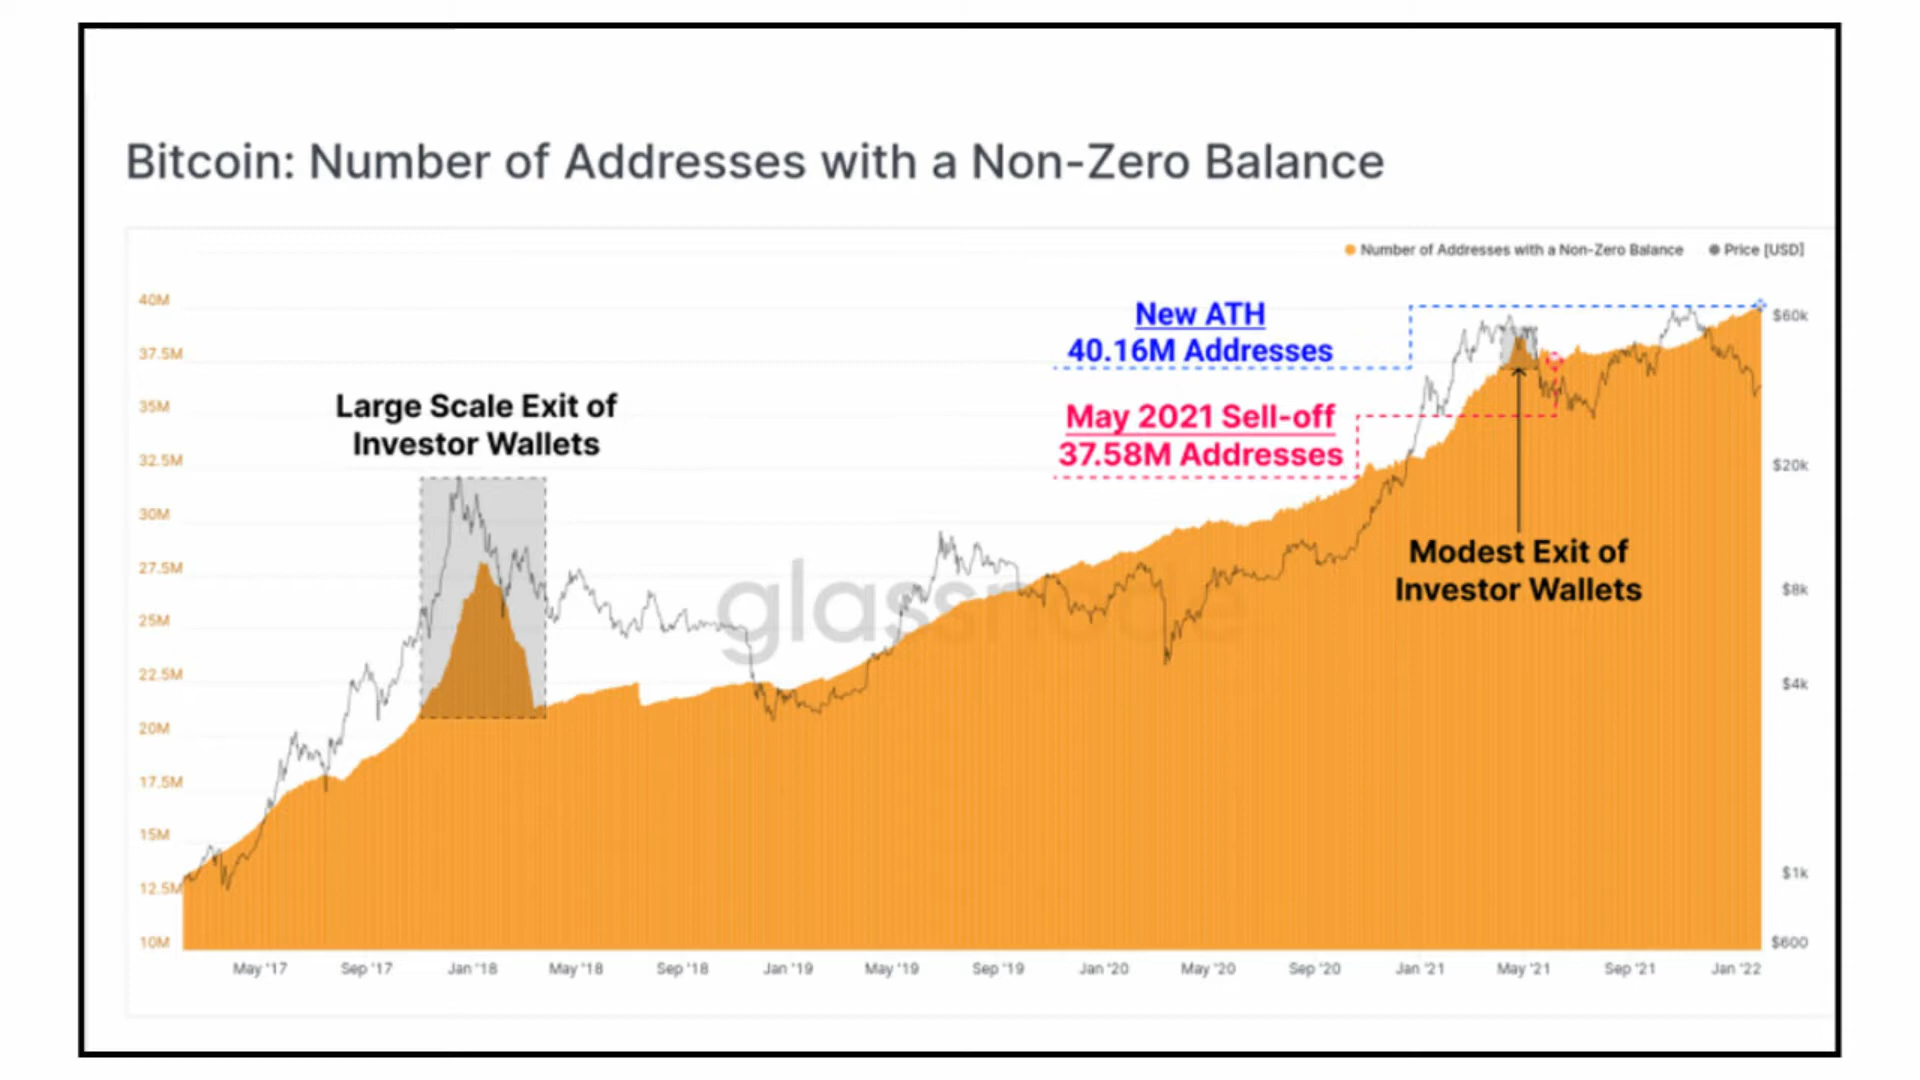 Bitcoin: Number of Addresses with a Non-Zero Balance
Number of Addresses with a Non-Zero Balance
Price [USD]
40M
37.5M
35M
32.5M
30M
27.5M
25M
22.5M
20M
17.5M
15M
12.5M
10M
Large Scale Exit of
Investor Wallets
New ATH
40.16M Addresses
May 2021 Sell-off
37.58M Addresses
Modest Exit of
Investor Wallets
glassnode
$60k
$20k
$8k
$4k
$1k
$600
May '17
Sep '17
Jan '18
May '18
Sep '18
Jan '19
May '19
Sep '19
Jan '20
May '20
Sep '20
Jan '21
May '21
Sep '21
Jan '22